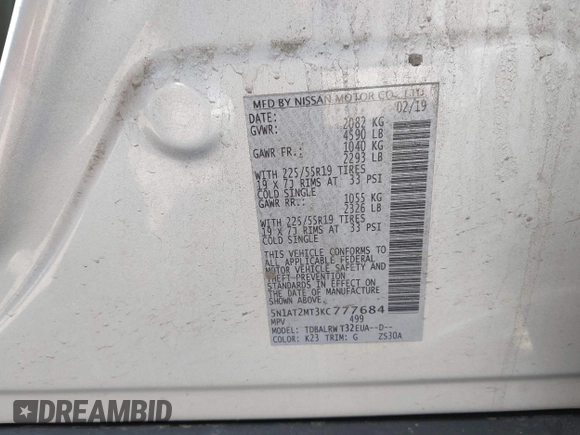 MFD BY NISSAN MOTOR CO., LTD.
DATE: 02/19
GVWR: 2082 KG
4590 LB
GAWR FR.: 1040 KG
2293 LB
WITH 225/55R19 TIRES
19 X 7J RIMS AT 33 PSI
COLD SINGLE
GAWR RR.: 1055 KG
2326 LB
WITH 225/55R19 TIRES
19 X 7J RIMS AT 33 PSI
COLD SINGLE
THIS VEHICLE CONFORMS TO
ALL APPLICABLE FEDERAL
MOTOR VEHICLE SAFETY AND
THEFT PREVENTION
STANDARDS IN EFFECT ON
THE DATE OF MANUFACTURE
SHOWN ABOVE.
5N1AT2MT3KC777684
MPV 499
MODEL: TDBALRWT32EUA--D--
COLOR: K23 TRIM: G ZS30A
DREAMBID